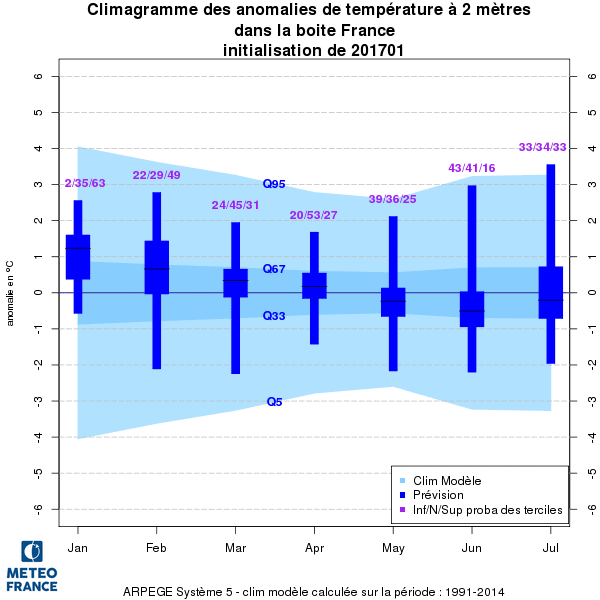 Climagramme des anomalies de température à 2 mètres
dans la boite France
initialisation de 201701
6
5
4
3
2
1
0
-1
-2
-3
-4
-5
-6
anomalie en °C
6
5
4
3
2
1
0
-1
-2
-3
-4
-5
-6
2/35/63
22/29/49
24/45/31
20/53/27
39/36/25
43/41/16
33/34/33
Q95
Q67
Q33
Q5
Clim Modèle
Prévision
Inf/N/Sup proba des terciles
Jan Feb Mar Apr May Jun Jul
METEO
FRANCE
ARPEGE Système 5 - clim modèle calculée sur la période : 1991-2014